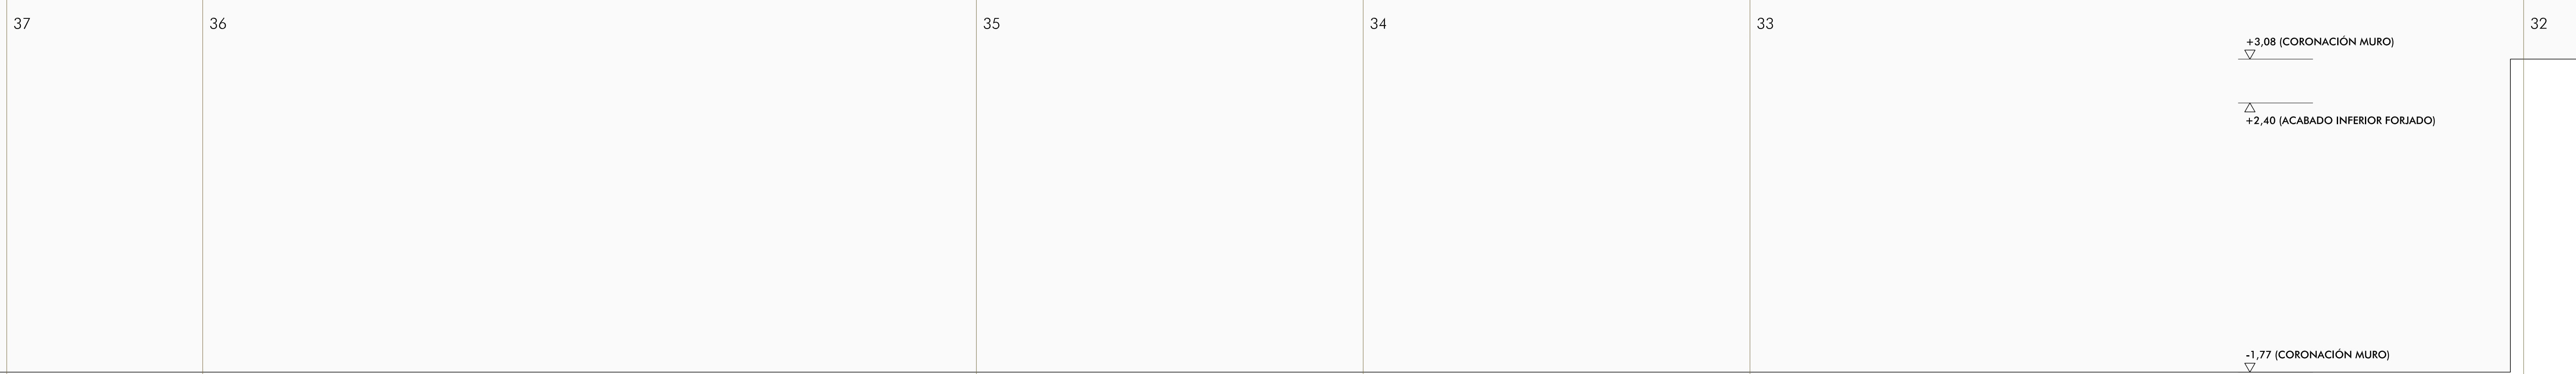 37
36
35
34
33
32
+3,08 (CORONACIÓN MURO)
+2,40 (ACABADO INFERIOR FORJADO)
-1,77 (CORONACIÓN MURO)